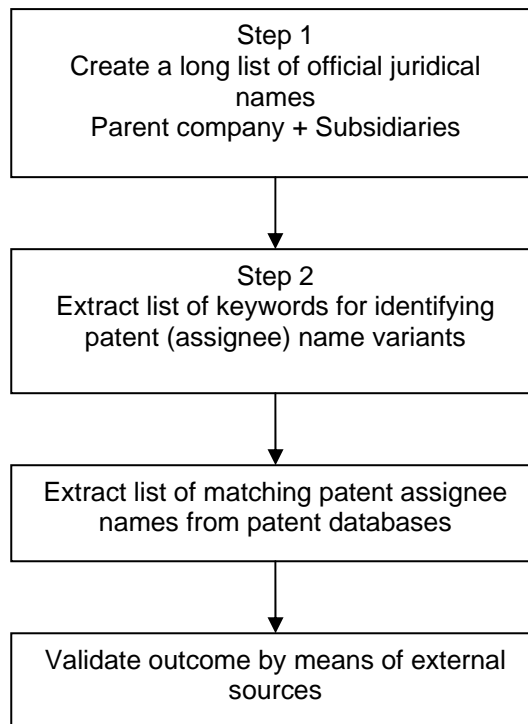 Step 1
Create a long list of official juridical
names
Parent company + Subsidiaries
Step 2
Extract list of keywords for identifying
patent (assignee) name variants
Extract list of matching patent assignee
names from patent databases
Validate outcome by means of external
sources